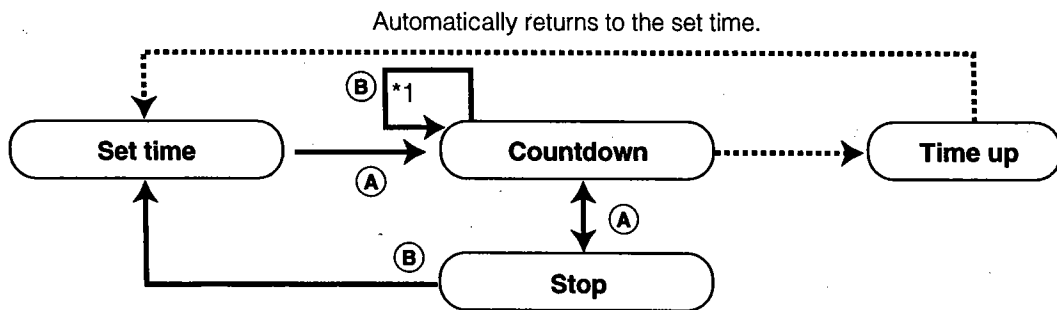 Automatically returns to the set time.
B *1
Set time
Countdown
Time up
A
A
B
Stop